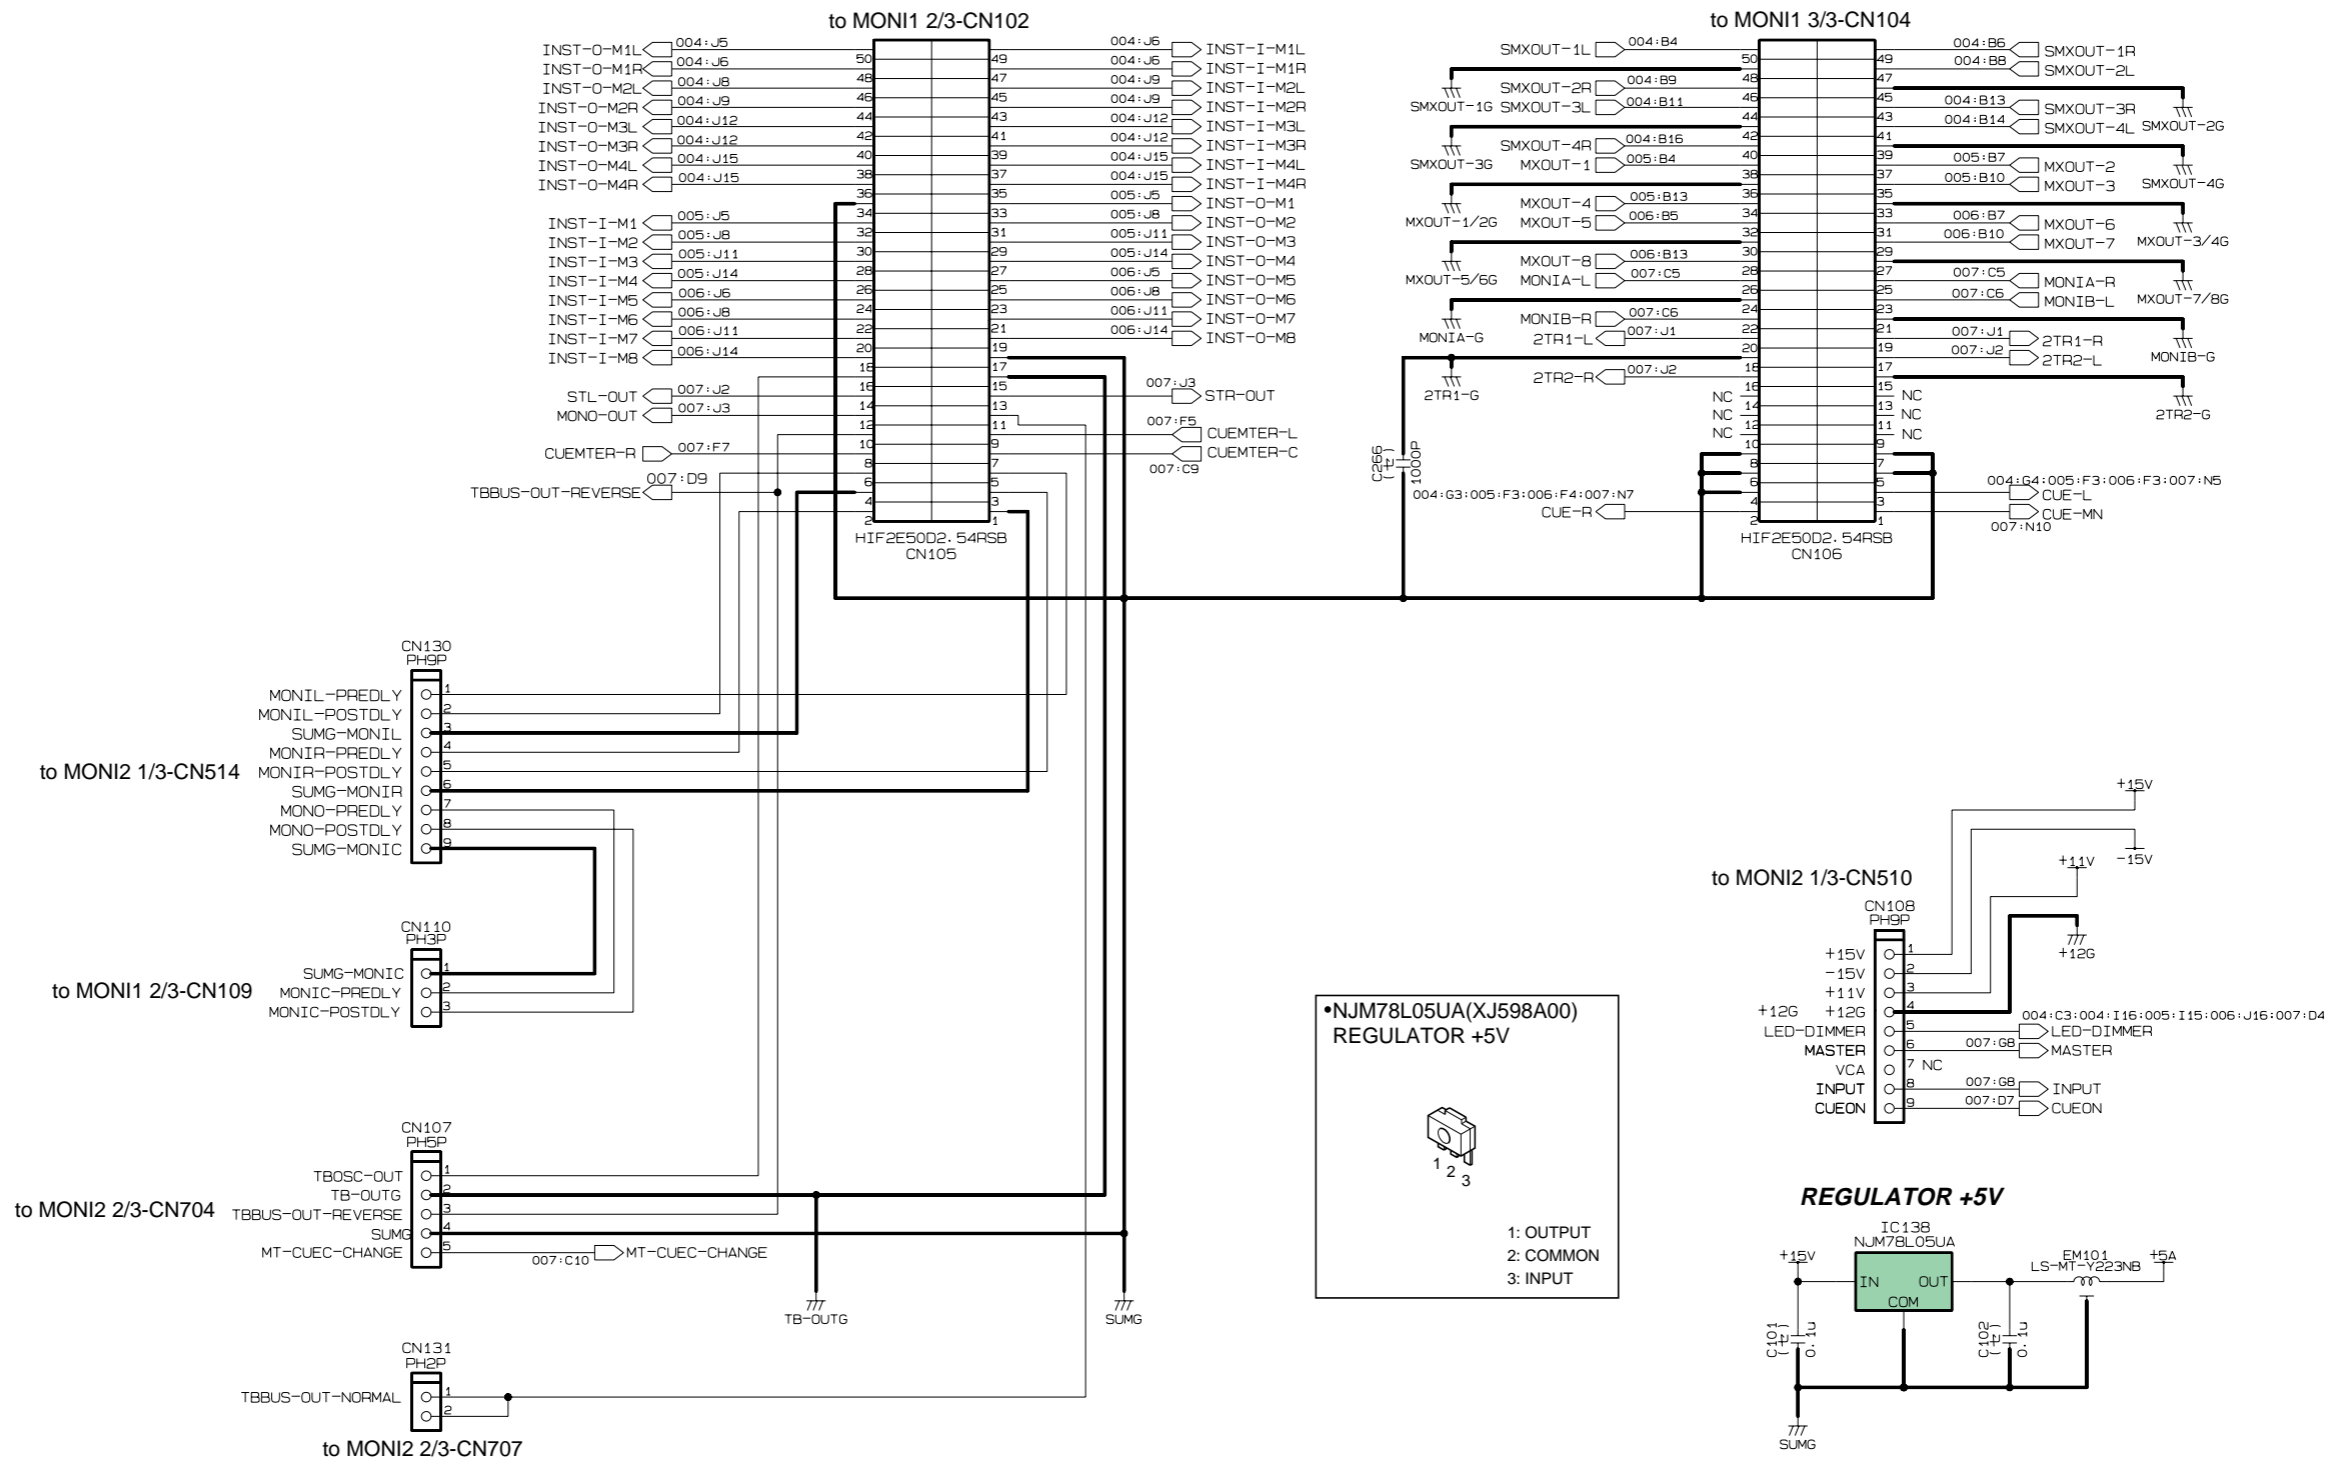 to MONI1 2/3-CN102
INST-O-M1L 004:J5 50 49 004:J6 INST-I-M1L
INST-O-M1R 004:J6 48 47 004:J6 INST-I-M1R
INST-O-M2L 004:J8 46 45 004:J9 INST-I-M2L
INST-O-M2R 004:J9 44 43 004:J9 INST-I-M2R
INST-O-M3L 004:J12 42 41 004:J12 INST-I-M3L
INST-O-M3R 004:J12 40 39 004:J12 INST-I-M3R
INST-O-M4L 004:J15 38 37 004:J15 INST-I-M4L
INST-O-M4R 004:J15 36 35 004:J15 INST-I-M4R
34 33 005:J5 INST-O-M1
INST-I-M1 005:J5 32 31 005:J8 INST-O-M2
INST-I-M2 005:J8 30 29 005:J11 INST-O-M3
INST-I-M3 005:J11 28 27 005:J14 INST-O-M4
INST-I-M4 005:J14 26 25 006:J5 INST-O-M5
INST-I-M5 006:J6 24 23 006:J8 INST-O-M6
INST-I-M6 006:J8 22 21 006:J11 INST-O-M7
INST-I-M7 006:J11 20 19 006:J14 INST-O-M8
INST-I-M8 006:J14 18 17
16 15
STL-OUT 007:J2 14 13 007:J3 STR-OUT
MONO-OUT 007:J3 12 11
10 9 007:F5 CUEMTER-L
CUEMTER-R 007:F7 8 7 007:C9 CUEMTER-C
6 5
TBBUS-OUT-REVERSE 007:D9 4 3
2 1
HIF2E50D2.54RSB
CN105
to MONI1 3/3-CN104
SMXOUT-1L 004:B4 50 49 004:B6 SMXOUT-1R
SMXOUT-1G 48 47 004:B8 SMXOUT-2L
SMXOUT-2R 004:B9 46 45 SMXOUT-2G
SMXOUT-3L 004:B11 44 43 004:B13 SMXOUT-3R
SMXOUT-3G 42 41 004:B14 SMXOUT-4L
SMXOUT-4R 004:B16 40 39 SMXOUT-4G
MXOUT-1 005:B4 38 37 005:B7 MXOUT-2
MXOUT-1/2G 36 35 005:B10 MXOUT-3
MXOUT-4 005:B13 34 33 MXOUT-3/4G
MXOUT-5 006:B5 32 31 006:B7 MXOUT-6
MXOUT-5/6G 30 29 006:B10 MXOUT-7
MXOUT-8 006:B13 28 27 MXOUT-7/8G
MONIA-L 007:C5 26 25 007:C5 MONIA-R
MONIA-G 24 23 007:C6 MONIB-L
MONIB-R 007:C6 22 21 MONIB-G
2TR1-L 007:J1 20 19 007:J1 2TR1-R
2TR1-G 18 17 007:J2 2TR2-L
2TR2-R 007:J2 16 15 2TR2-G
NC 14 13 NC
NC 12 11 NC
NC 10 9 NC
8 7
6 5
4 3 004:G4:005:F3:006:F3:007:N5 CUE-L
004:G3:005:F3:006:F4:007:N7 CUE-R 2 1 CUE-MN 007:N10
HIF2E50D2.54RSB
CN106
C266
1000P
CN130
PH9P
MONIL-PREDLY 1
MONIL-POSTDLY 2
SUMG-MONIL 3
MONIR-PREDLY 4
to MONI2 1/3-CN514
MONIR-POSTDLY 5
SUMG-MONIR 6
MONO-PREDLY 7
MONO-POSTDLY 8
SUMG-MONIC 9
CN110
PH3P
SUMG-MONIC 1
to MONI1 2/3-CN109
MONIC-PREDLY 2
MONIC-POSTDLY 3
CN107
PH5P
TBOSC-OUT 1
TB-OUTG 2
to MONI2 2/3-CN704
TBBUS-OUT-REVERSE 3
SUMG 4
MT-CUEC-CHANGE 5 007:C10 MT-CUEC-CHANGE
TB-OUTG
SUMG
CN131
PH2P
TBBUS-OUT-NORMAL 1
2
to MONI2 2/3-CN707
•NJM78L05UA(XJ598A00)
REGULATOR +5V
1 2 3
1: OUTPUT
2: COMMON
3: INPUT
+15V
-15V
+11V
to MONI2 1/3-CN510
CN108
PH9P
+12G
+15V 1
-15V 2
+11V 3
+12G +12G 4
LED-DIMMER 5 004:C3:004:I16:005:I15:006:J16:007:D4 LED-DIMMER
MASTER 6 007:G8 MASTER
VCA 7 NC
INPUT 8 007:G8 INPUT
CUEON 9 007:D7 CUEON
REGULATOR +5V
IC138
NJM78L05UA
+15V
IN OUT
COM
EM101
LS-MT-Y223NB
+5A
C101
0.1u
C102
0.1u
SUMG